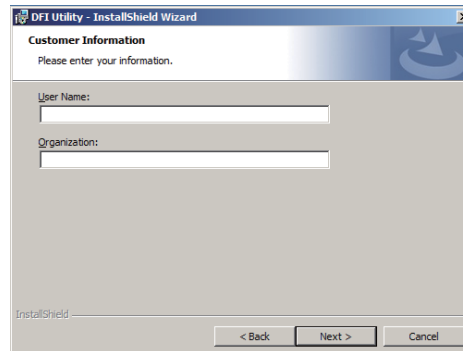 DFI Utility - InstallShield Wizard
Customer Information
Please enter your information.
User Name:
Organization:
InstallShield
< Back
Next >
Cancel